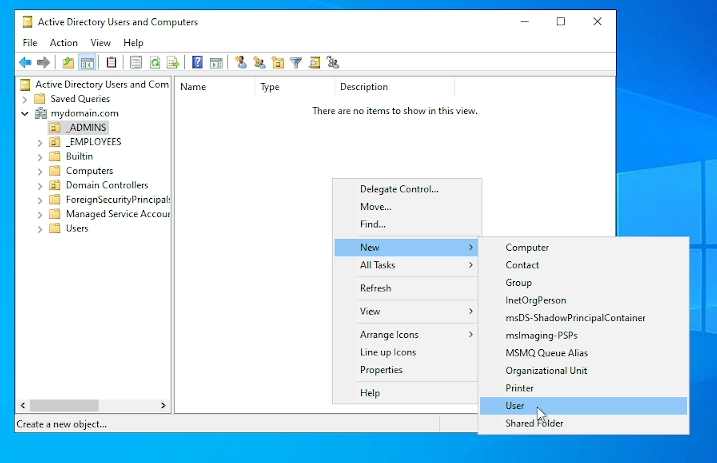 Active Directory Users and Computers
File Action View Help
Active Directory Users and Com
Saved Queries
mydomain.com
_ADMINS
_EMPLOYEES
Builtin
Computers
Domain Controllers
ForeignSecurityPrincipals
Managed Service Accour
Users
Name Type Description
There are no items to show in this view.
Delegate Control...
Move...
Find...
New
All Tasks
Refresh
View
Arrange Icons
Line up Icons
Properties
Help
Computer
Contact
Group
InetOrgPerson
msDS-ShadowPrincipalContainer
msImaging-PSPs
MSMQ Queue Alias
Organizational Unit
Printer
User
Shared Folder
Create a new object...